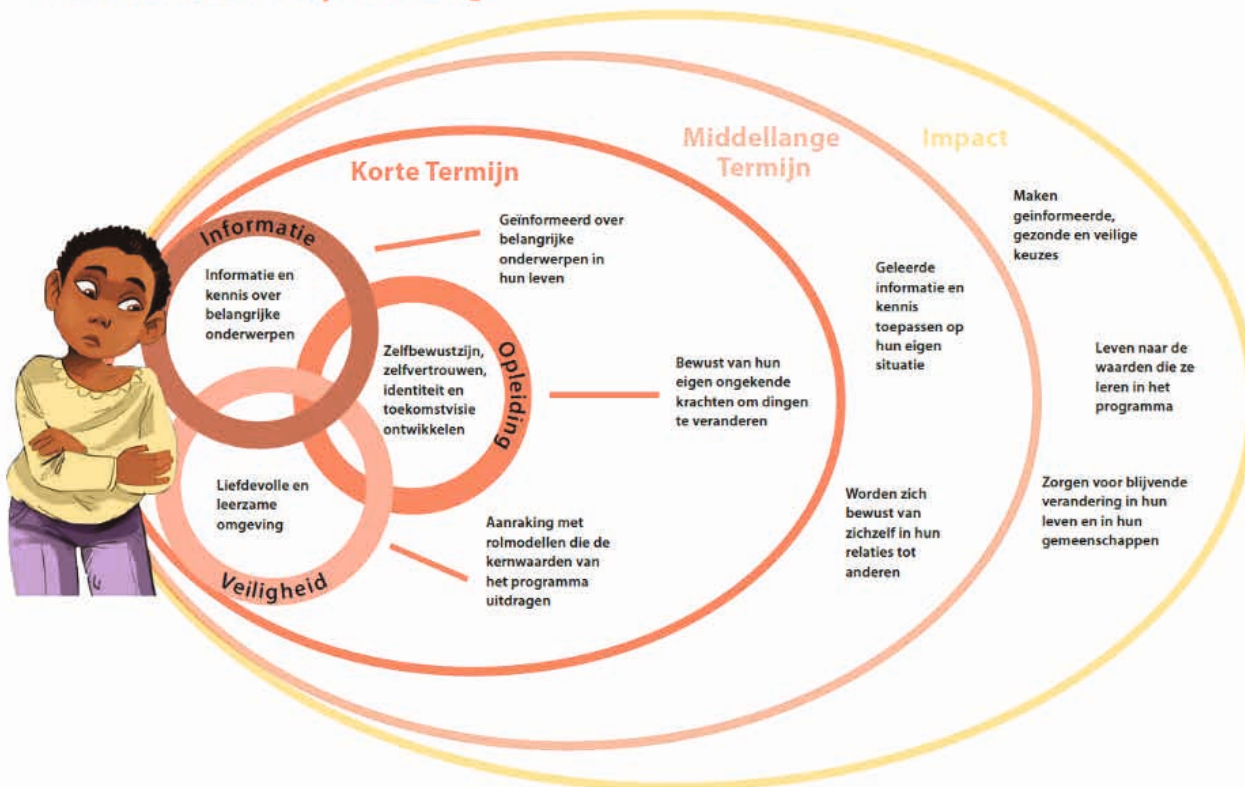 Korte Termijn
Middellange
Termijn
Impact
Informatie
Informatie en
kennis over
belangrijke
onderwerpen
Opleiding
Zelfbewustzijn,
zelfvertrouwen,
identiteit en
toekomstvisie
ontwikkelen
Veiligheid
Liefdevolle en
leerzame
omgeving
Geïnformeerd over
belangrijke
onderwerpen in
hun leven
Bewust van hun
eigen ongekende
krachten om dingen
te veranderen
Aanraking met
rolmodellen die de
kernwaarden van
het programma
uitdragen
Geleerde
informatie en
kennis
toepassen op
hun eigen
situatie
Worden zich
bewust van
zichzelf in hun
relaties tot
anderen
Maken
geinformeerde,
gezonde en veilige
keuzes
Leven naar de
waarden die ze
leren in het
programma
Zorgen voor blijvende
verandering in hun
leven en in hun
gemeenschappen